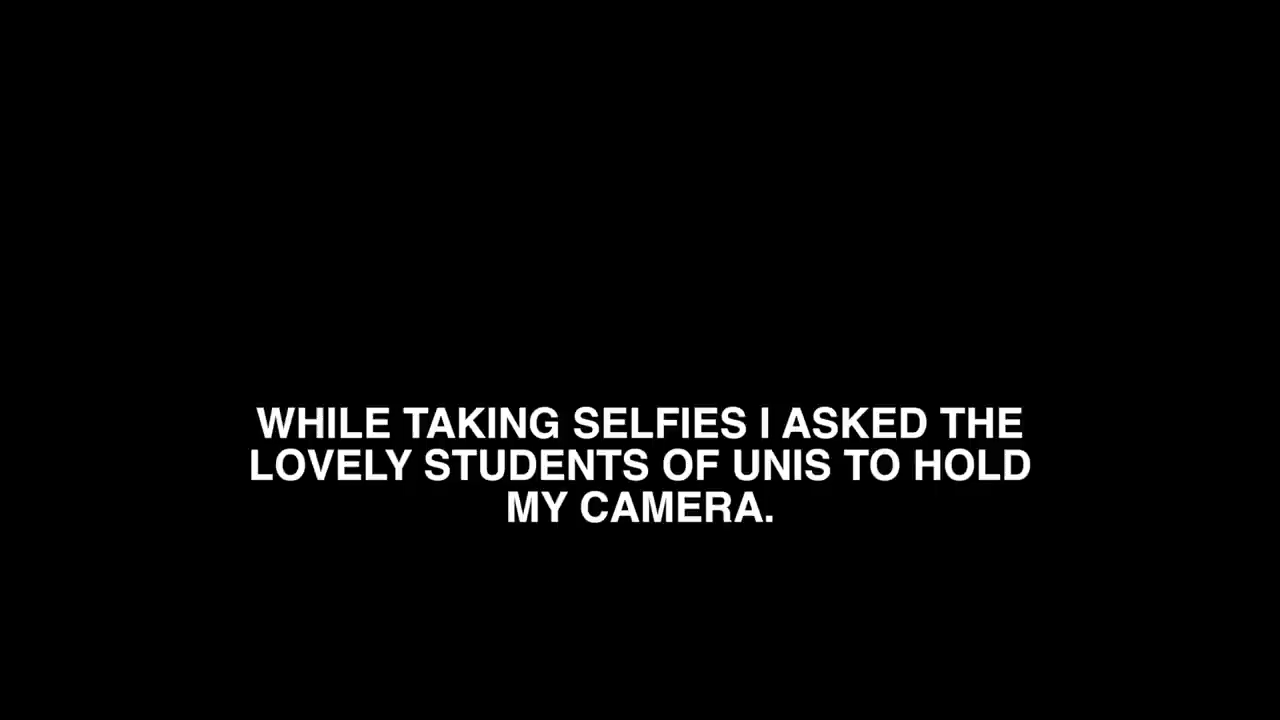 WHILE TAKING SELFIES I ASKED THE
LOVELY STUDENTS OF UNIS TO HOLD
MY CAMERA.